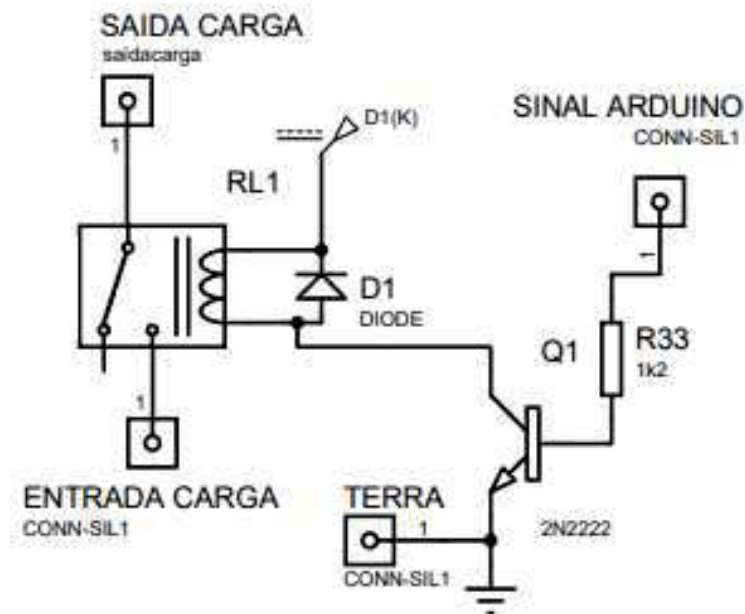 SAIDA CARGA
saidacarga
1
D1(K)
SINAL ARDUINO
CONN-SIL1
1
RL1
D1
DIODE
Q1
R33
1k2
1
ENTRADA CARGA
CONN-SIL1
TERRA
1
CONN-SIL1
2N2222